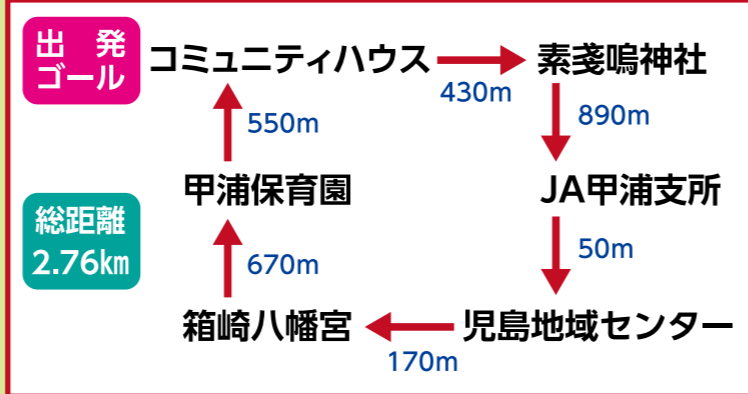 出 発
ゴール
コミュニティハウス
430m
素戔嗚神社
890m
JA甲浦支所
50m
児島地域センター
170m
箱崎八幡宮
670m
甲浦保育園
550m
総距離
2.76km